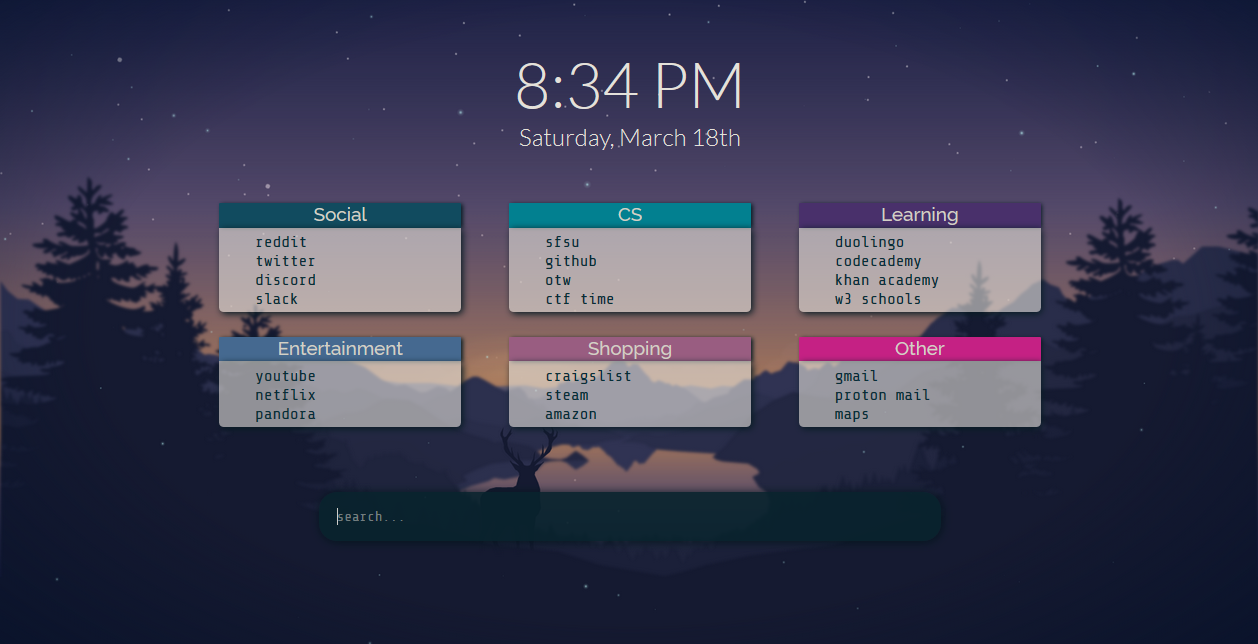 8:34 PM
Saturday, March 18th
Social
reddit
twitter
discord
slack
CS
sfsu
github
otw
ctf time
Learning
duolingo
codecademy
khan academy
w3 schools
Entertainment
youtube
netflix
pandora
Shopping
craigslist
steam
amazon
Other
gmail
proton mail
maps
search...